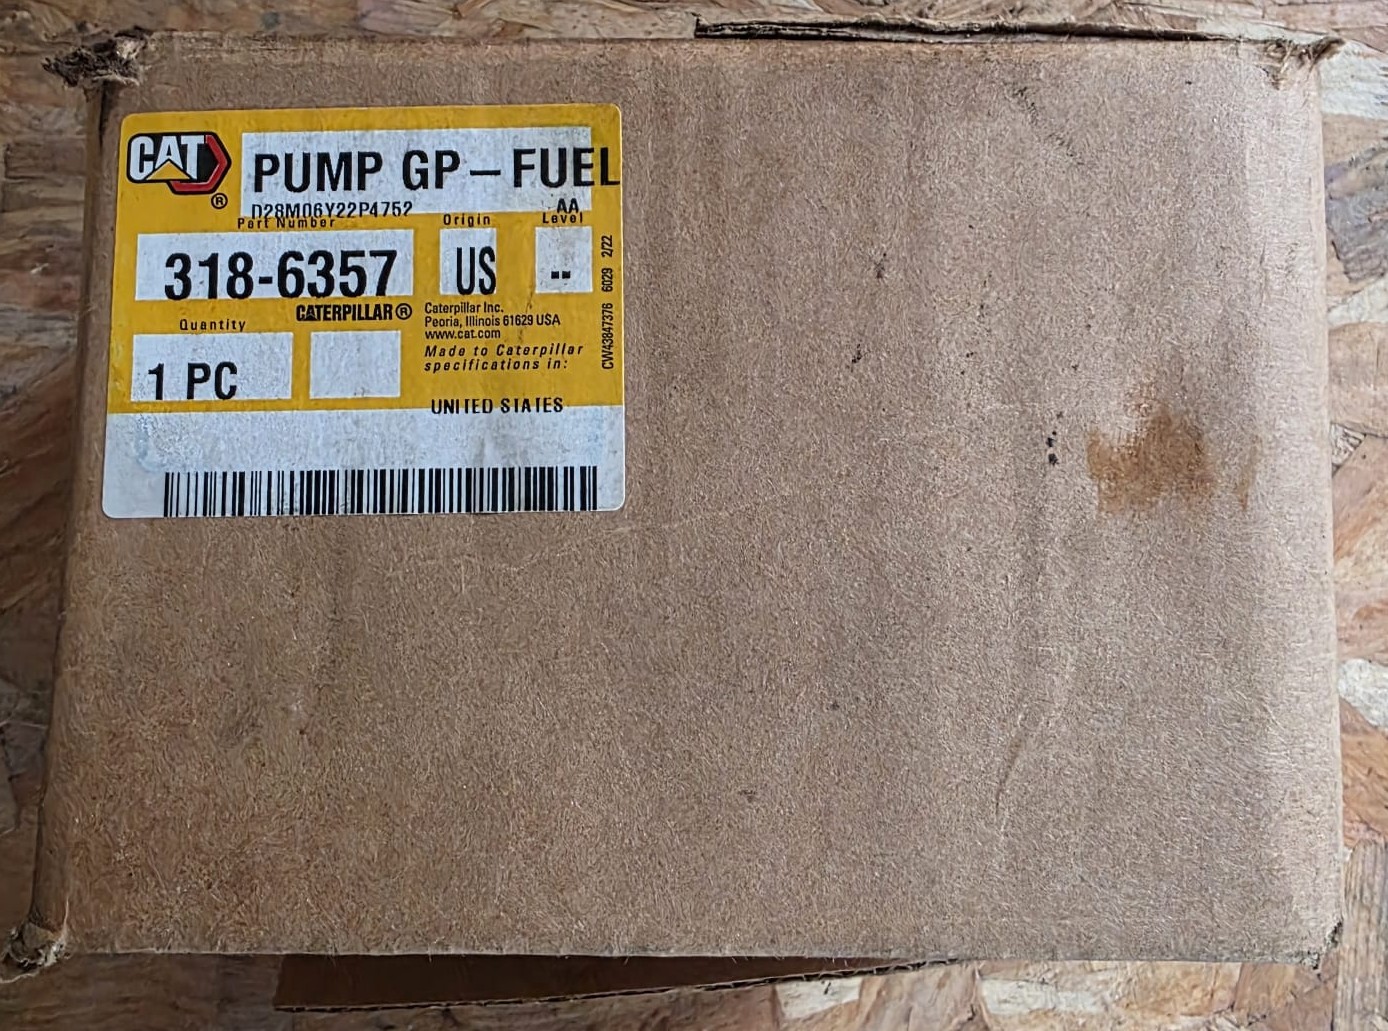 CAT
®
PUMP GP – FUEL
D28M06Y22P4752 AA
Part Number Origin Level
318-6357 US --
CATERPILLAR®
Caterpillar Inc.
Peoria, Illinois 61629 USA
www.cat.com
Made to Caterpillar
specifications in:
Quantity
1 PC
UNITED STATES
CW43847376 6029 2/22